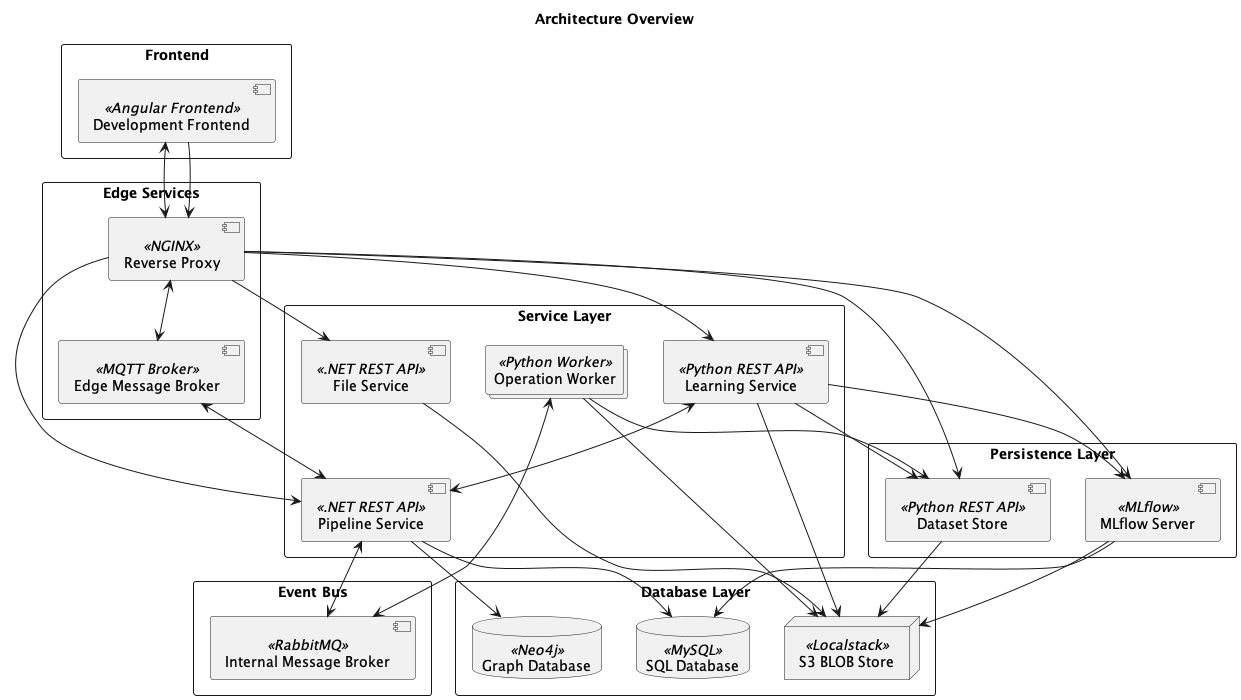 Architecture Overview
Frontend
«Angular Frontend»
Development Frontend
Edge Services
«NGINX»
Reverse Proxy
«MQTT Broker»
Edge Message Broker
Service Layer
«.NET REST API»
File Service
«Python Worker»
Operation Worker
«Python REST API»
Learning Service
«.NET REST API»
Pipeline Service
Persistence Layer
«Python REST API»
Dataset Store
«MLflow»
MLflow Server
Event Bus
«RabbitMQ»
Internal Message Broker
Database Layer
«Neo4j»
Graph Database
«MySQL»
SQL Database
«Localstack»
S3 BLOB Store